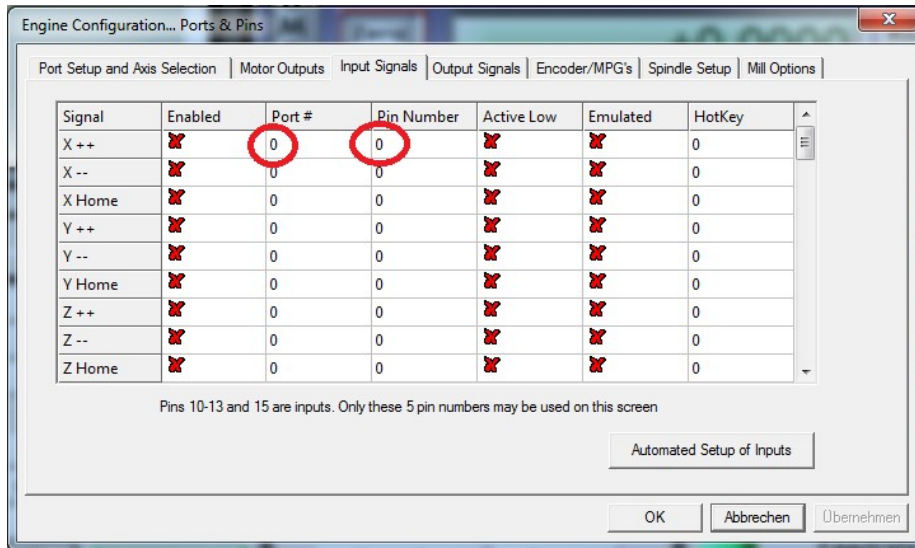 Engine Configuration... Ports & Pins
Port Setup and Axis Selection Motor Outputs Input Signals Output Signals Encoder/MPG's Spindle Setup Mill Options
Signal Enabled Port # Pin Number Active Low Emulated HotKey
X ++ 0 0 0
X -- 0 0 0
X Home 0 0 0
Y ++ 0 0 0
Y -- 0 0 0
Y Home 0 0 0
Z ++ 0 0 0
Z -- 0 0 0
Z Home 0 0 0
Pins 10-13 and 15 are inputs. Only these 5 pin numbers may be used on this screen
Automated Setup of Inputs
OK Abbrechen Übernehmen